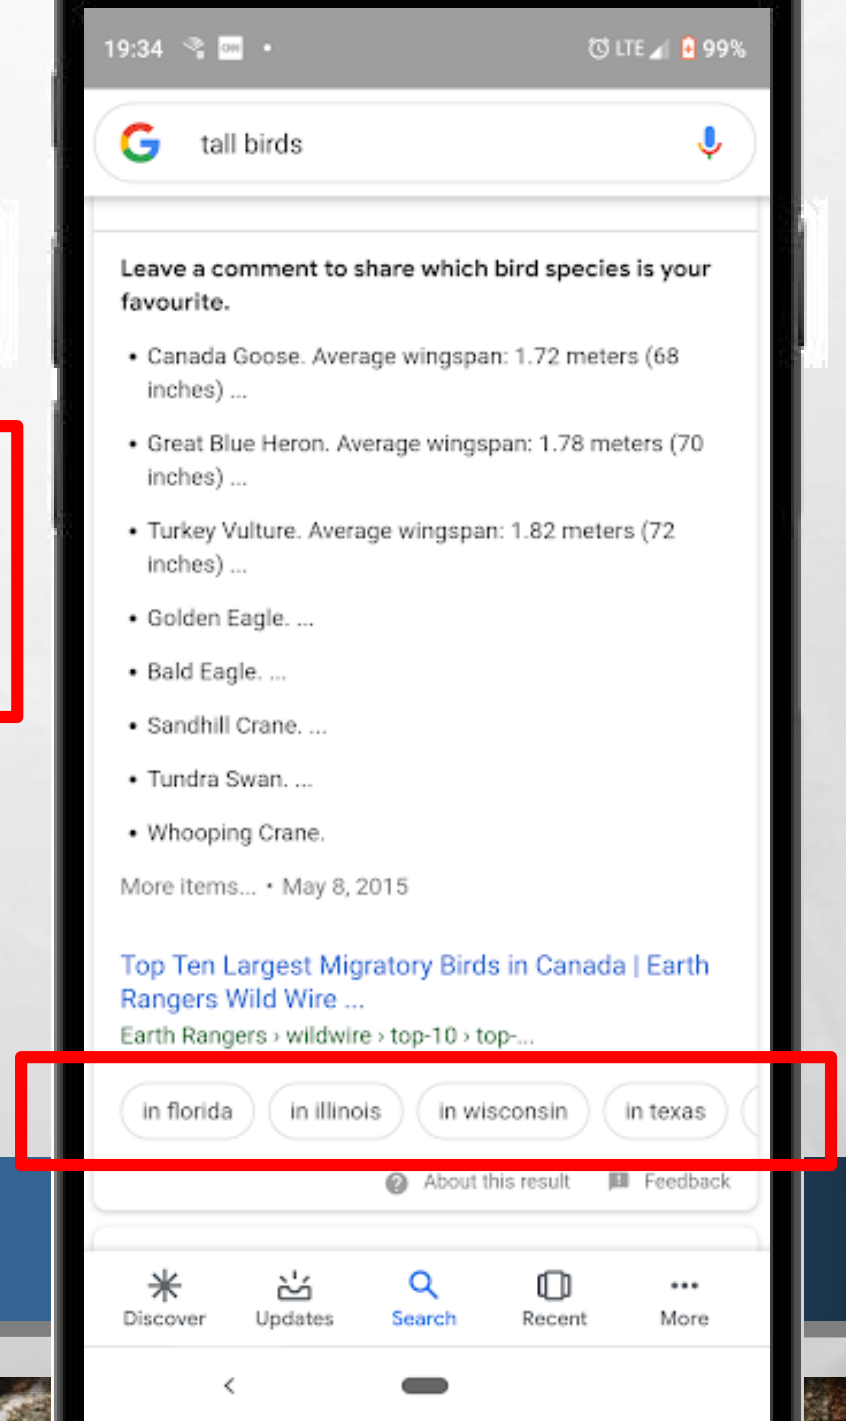 19:34 LTE 99%
tall birds
Leave a comment to share which bird species is your
favourite.
• Canada Goose. Average wingspan: 1.72 meters (68
inches) ...
• Great Blue Heron. Average wingspan: 1.78 meters (70
inches) ...
• Turkey Vulture. Average wingspan: 1.82 meters (72
inches) ...
• Golden Eagle. ...
• Bald Eagle. ...
• Sandhill Crane. ...
• Tundra Swan. ...
• Whooping Crane.
More items... • May 8, 2015
Top Ten Largest Migratory Birds in Canada | Earth
Rangers Wild Wire ...
Earth Rangers › wildwire › top-10 › top-...
in florida in illinois in wisconsin in texas
About this result Feedback
Discover Updates Search Recent More